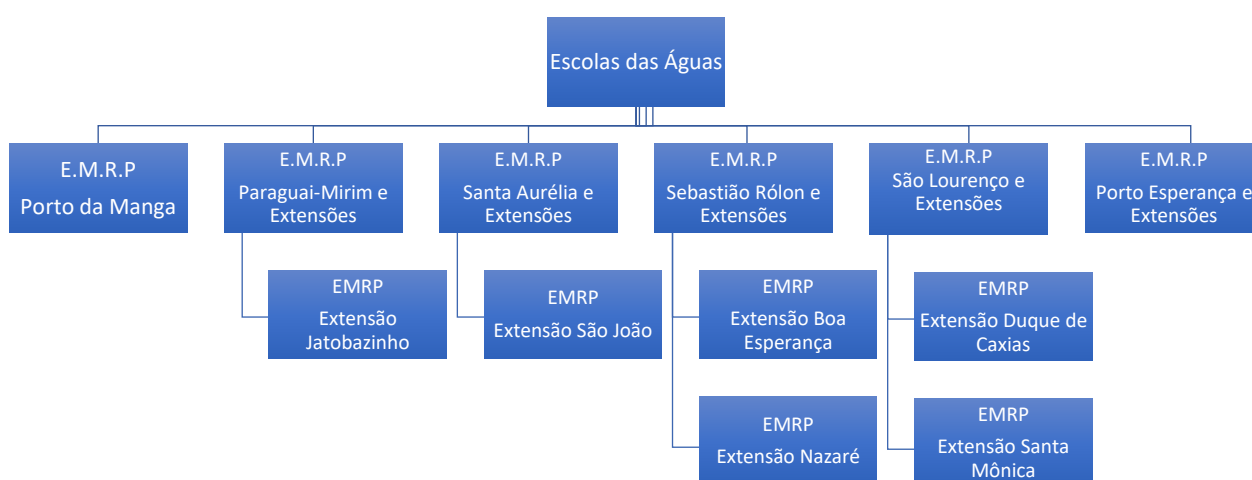 Escolas das Águas
E.M.R.P
Porto da Manga
E.M.R.P
Paraguai-Mirim e
Extensões
E.M.R.P
Santa Aurélia e
Extensões
E.M.R.P
Sebastião Rólon e
Extensões
E.M.R.P
São Lourenço e
Extensões
E.M.R.P
Porto Esperança e
Extensões
EMRP
Extensão
Jatobazinho
EMRP
Extensão São João
EMRP
Extensão Boa
Esperança
EMRP
Extensão Duque de
Caxias
EMRP
Extensão Nazaré
EMRP
Extensão Santa
Mônica